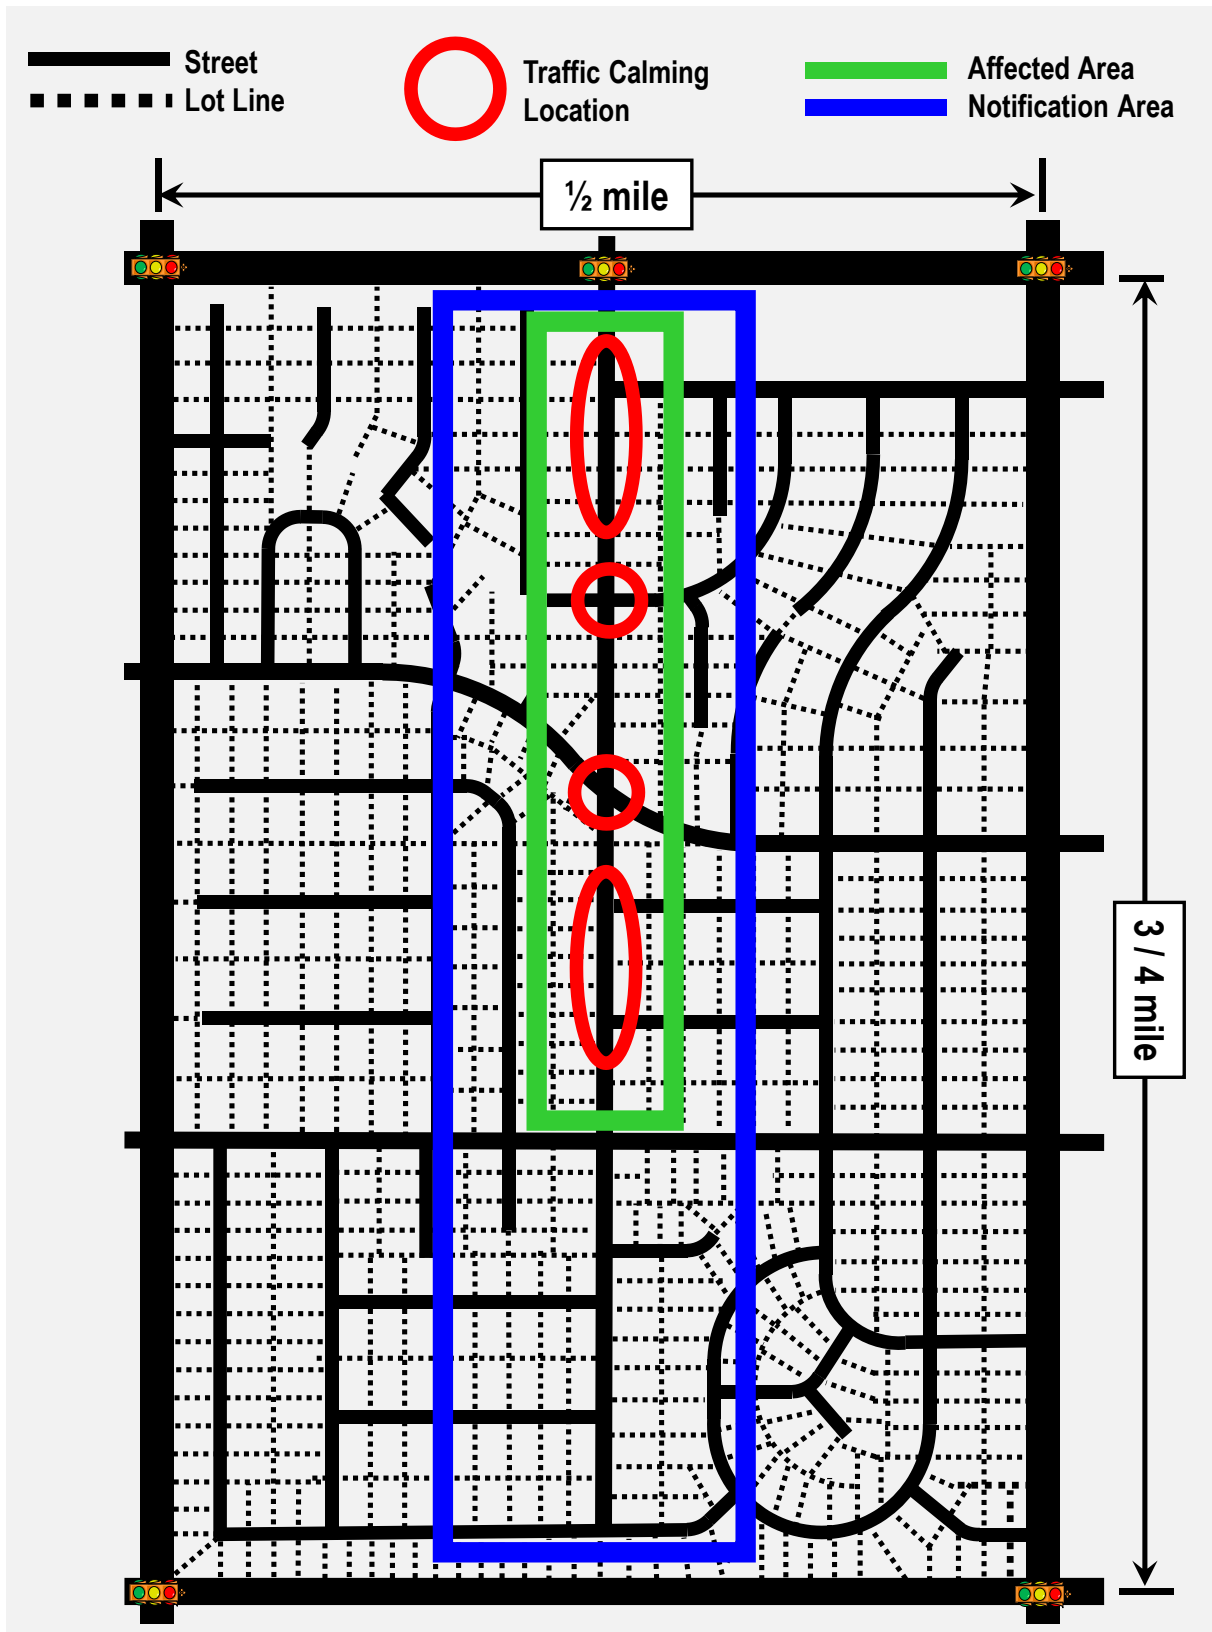 Street
Lot Line
Traffic Calming
Location
Affected Area
Notification Area
½ mile
3 / 4 mile